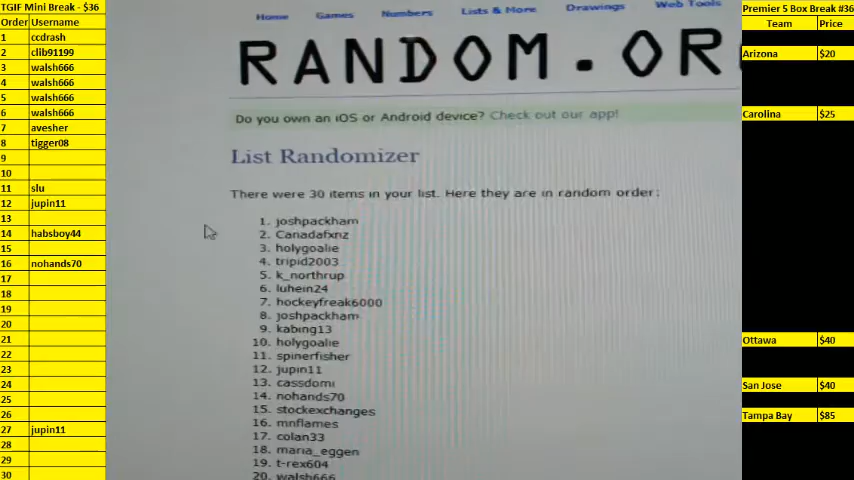 TGIF Mini Break - $36
Order Username
1 ccdrash
2 clib91199
3 walsh666
4 walsh666
5 walsh666
6 walsh666
7 avesher
8 tigger08
9
10
11 slu
12 jupin11
13
14 habsboy44
15
16 nohands70
17
18
19
20
21
22
23
24
25
26
27 jupin11
28
29
30
Home Games Numbers Lists & More Drawings Web Tools
RANDOM.OR
Do you own an iOS or Android device? Check out our app!
List Randomizer
There were 30 items in your list. Here they are in random order:
1. joshpackham
2. Canadafxnz
3. holygoalie
4. tripid2003
5. k_northrup
6. luhein24
7. hockeyfreak6000
8. joshpackham
9. kabing13
10. holygoalie
11. spinerfisher
12. jupin11
13. cassdomi
14. nohands70
15. stockexchanges
16. mnflames
17. colan33
18. maria_eggen
19. t-rex604
20. walsh666
Premier 5 Box Break #36
Team Price
Arizona $20
Carolina $25
Ottawa $40
San Jose $40
Tampa Bay $85